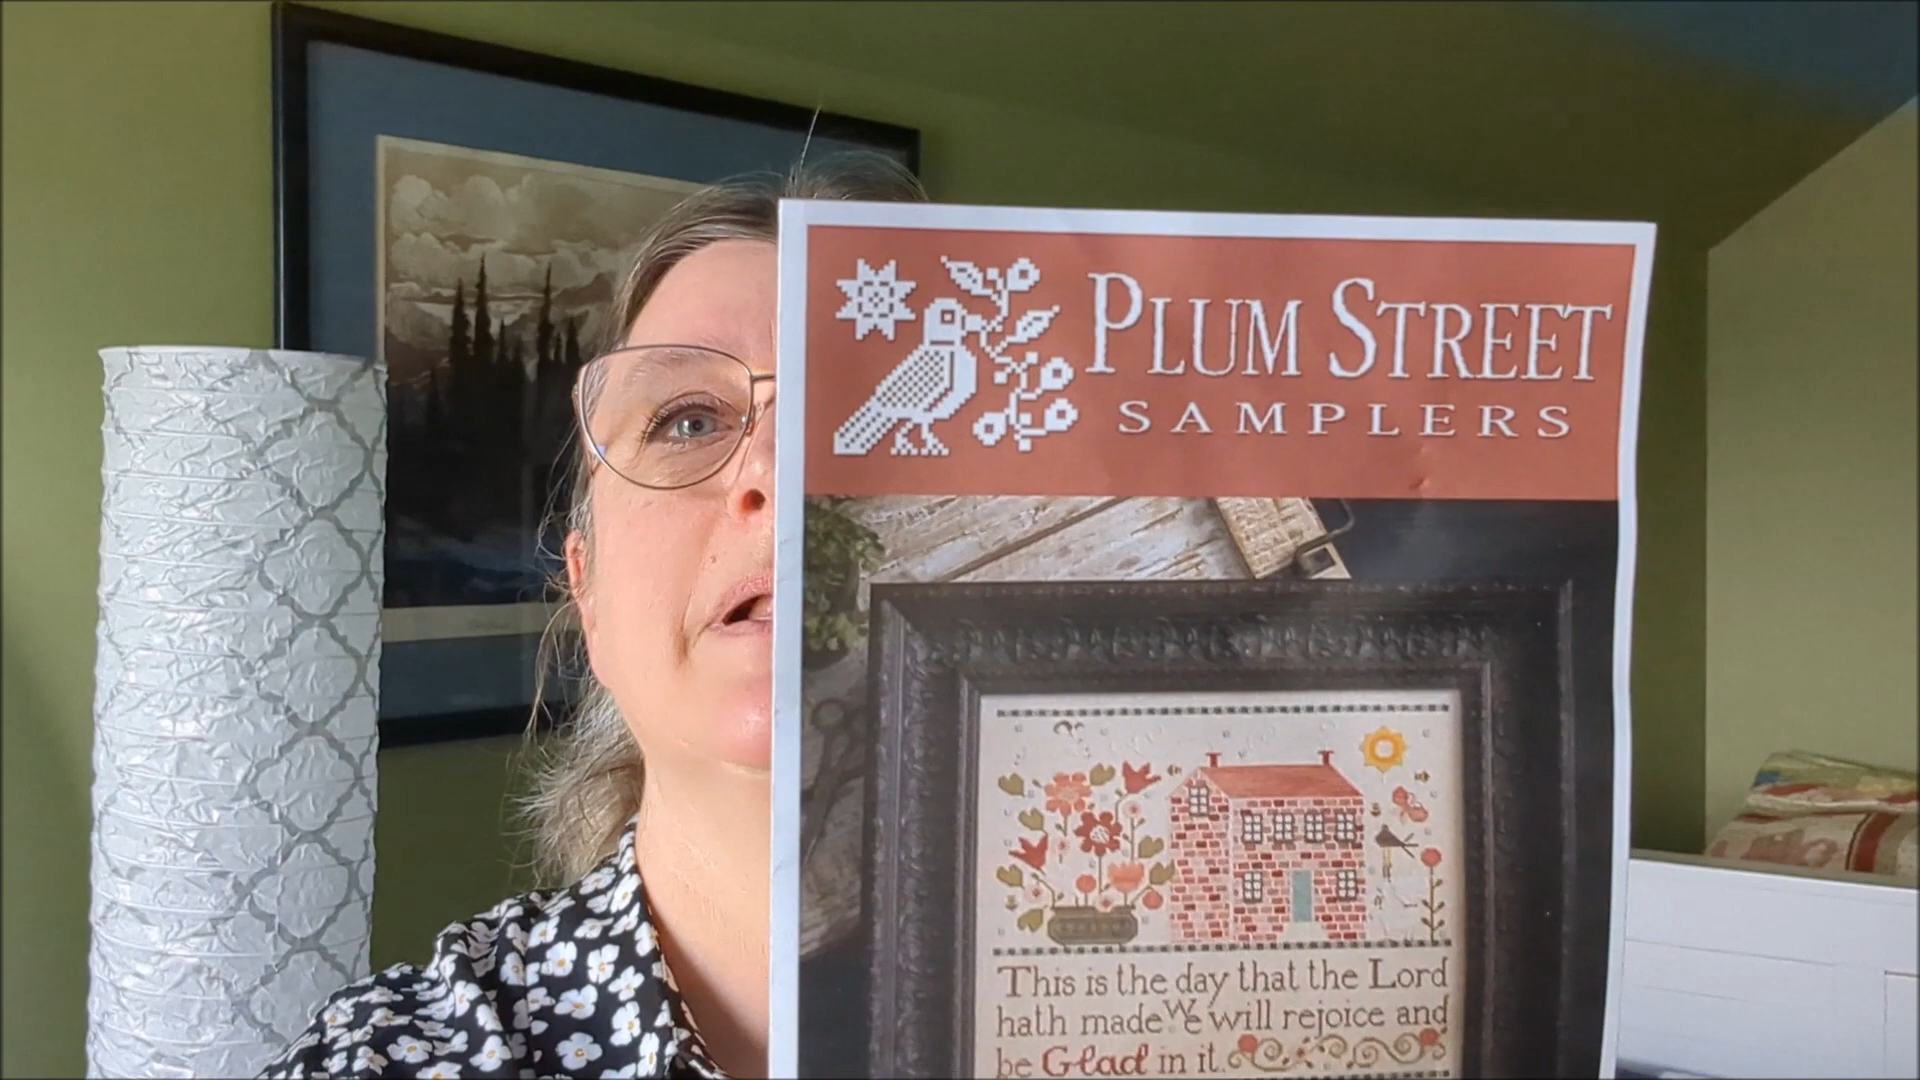 PLUM STREET
SAMPLERS
This is the day that the Lord
hath made We will rejoice and
be Glad in it.